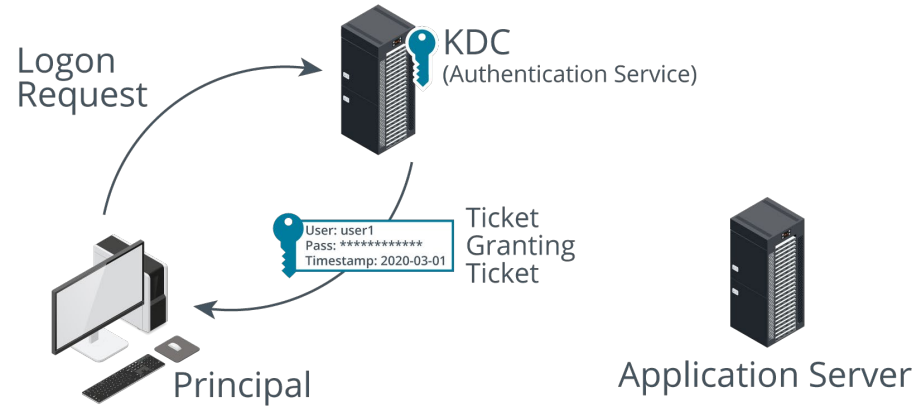 Logon
Request
KDC
(Authentication Service)
User: user1
Pass: ************
Timestamp: 2020-03-01
Ticket
Granting
Ticket
Principal
Application Server